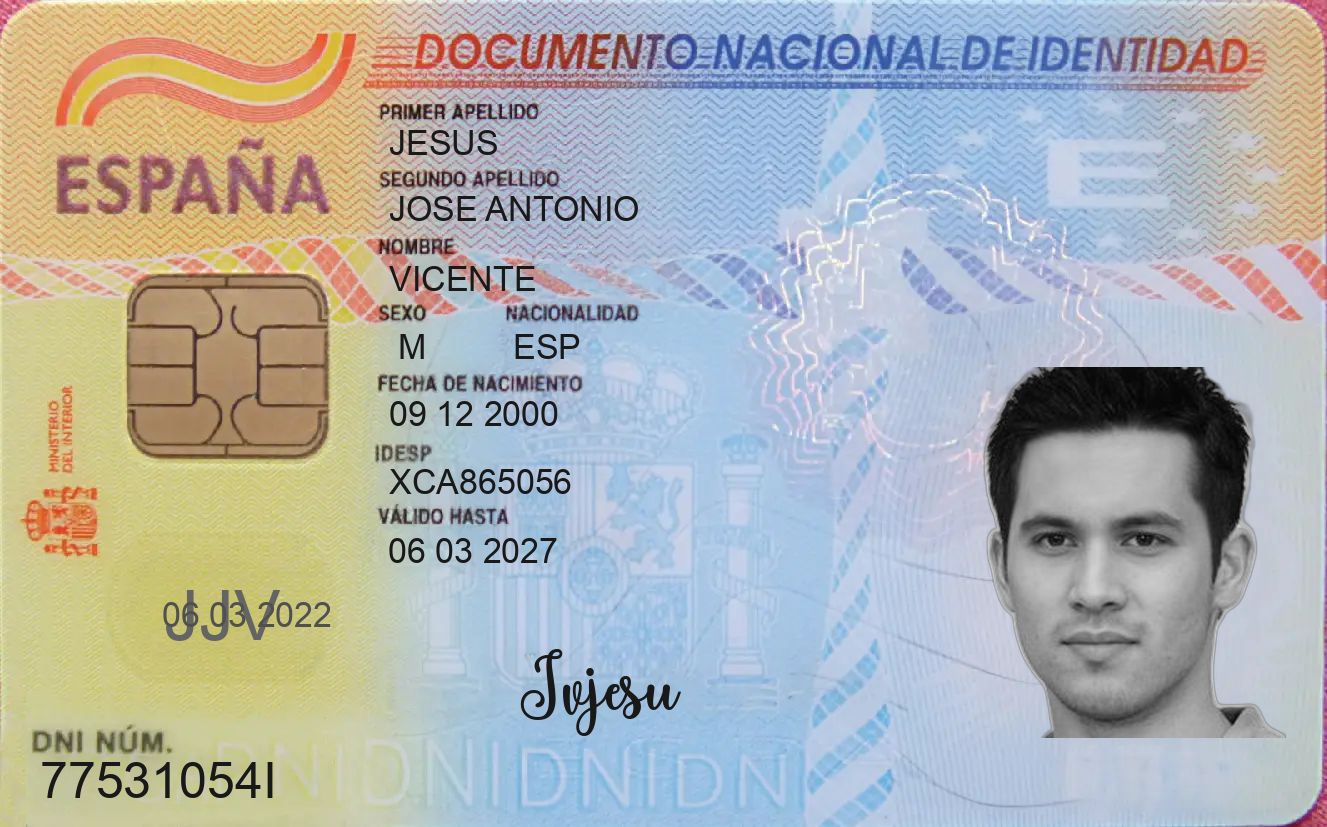 DOCUMENTO NACIONAL DE IDENTIDAD
ESPAÑA
PRIMER APELLIDO
JESUS
SEGUNDO APELLIDO
JOSE ANTONIO
NOMBRE
VICENTE
SEXO NACIONALIDAD
M ESP
FECHA DE NACIMIENTO
09 12 2000
IDESP
XCA865056
VÁLIDO HASTA
06 03 2027
MINISTERIO
DEL INTERIOR
E
06 03 2022
JJV
Jvjesu
DNI NÚM.
77531054I
DNIDNIDNIDNI